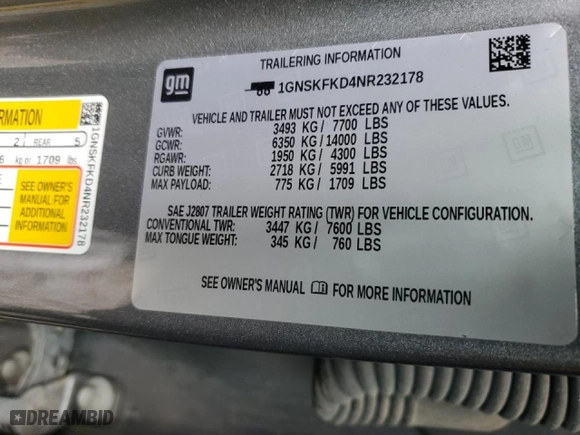 TRAILERING INFORMATION
gm
1GNSKFKD4NR232178
VEHICLE AND TRAILER MUST NOT EXCEED ANY OF THESE VALUES.
GVWR: 3493 KG / 7700 LBS
GCWR: 6350 KG / 14000 LBS
RGAWR: 1950 KG / 4300 LBS
CURB WEIGHT: 2718 KG / 5991 LBS
MAX PAYLOAD: 775 KG / 1709 LBS
SAE J2807 TRAILER WEIGHT RATING (TWR) FOR VEHICLE CONFIGURATION.
CONVENTIONAL TWR: 3447 KG / 7600 LBS
MAX TONGUE WEIGHT: 345 KG / 760 LBS
SEE OWNER'S MANUAL FOR MORE INFORMATION
2 REAR 5
kg or 1709 lbs.
SEE OWNER'S
MANUAL FOR
ADDITIONAL
INFORMATION
1GNSKFKD4NR232178
DREAMBID